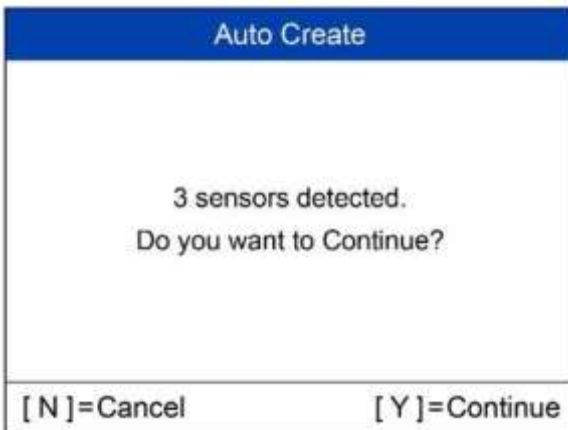 Auto Create
3 sensors detected.
Do you want to Continue?
[ N ]=Cancel [ Y ]=Continue